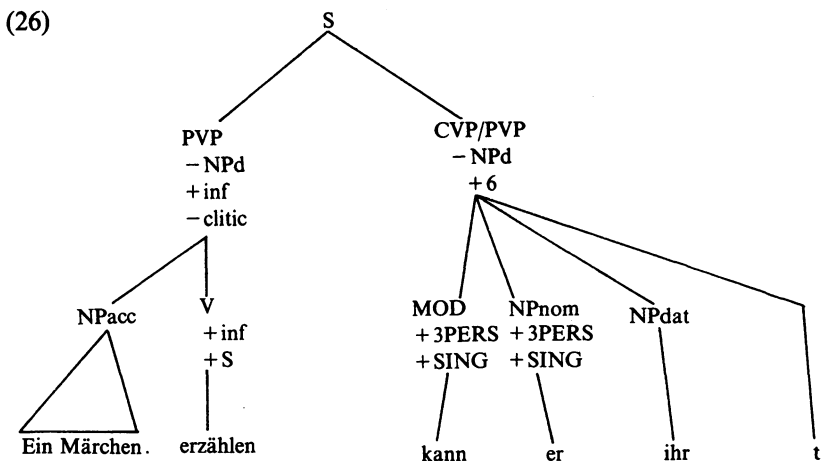 (26)
S
PVP
−NPd
+inf
−clitic
CVP/PVP
−NPd
+6
NPacc
V
+inf
+S
MOD
+3PERS
+SING
NPnom
+3PERS
+SING
NPdat
Ein Märchen.
erzählen
kann
er
ihr
t